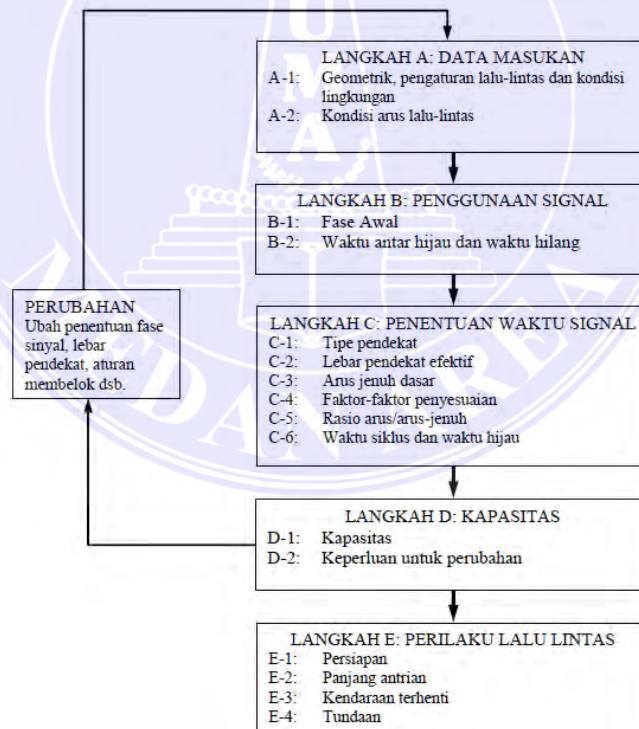 LANGKAH A: DATA MASUKAN
A-1: Geometrik, pengaturan lalu-lintas dan kondisi
lingkungan
A-2: Kondisi arus lalu-lintas
LANGKAH B: PENGGUNAAN SIGNAL
B-1: Fase Awal
B-2: Waktu antar hijau dan waktu hilang
PERUBAHAN
Ubah penentuan fase
sinyal, lebar
pendekat, aturan
membelok dsb.
LANGKAH C: PENENTUAN WAKTU SIGNAL
C-1: Tipe pendekat
C-2: Lebar pendekat efektif
C-3: Arus jenuh dasar
C-4: Faktor-faktor penyesuaian
C-5: Rasio arus/arus-jenuh
C-6: Waktu siklus dan waktu hijau
LANGKAH D: KAPASITAS
D-1: Kapasitas
D-2: Keperluan untuk perubahan
LANGKAH E: PERILAKU LALU LINTAS
E-1: Persiapan
E-2: Panjang antrian
E-3: Kendaraan terhenti
E-4: Tundaan
UMA
MEDAN AREA